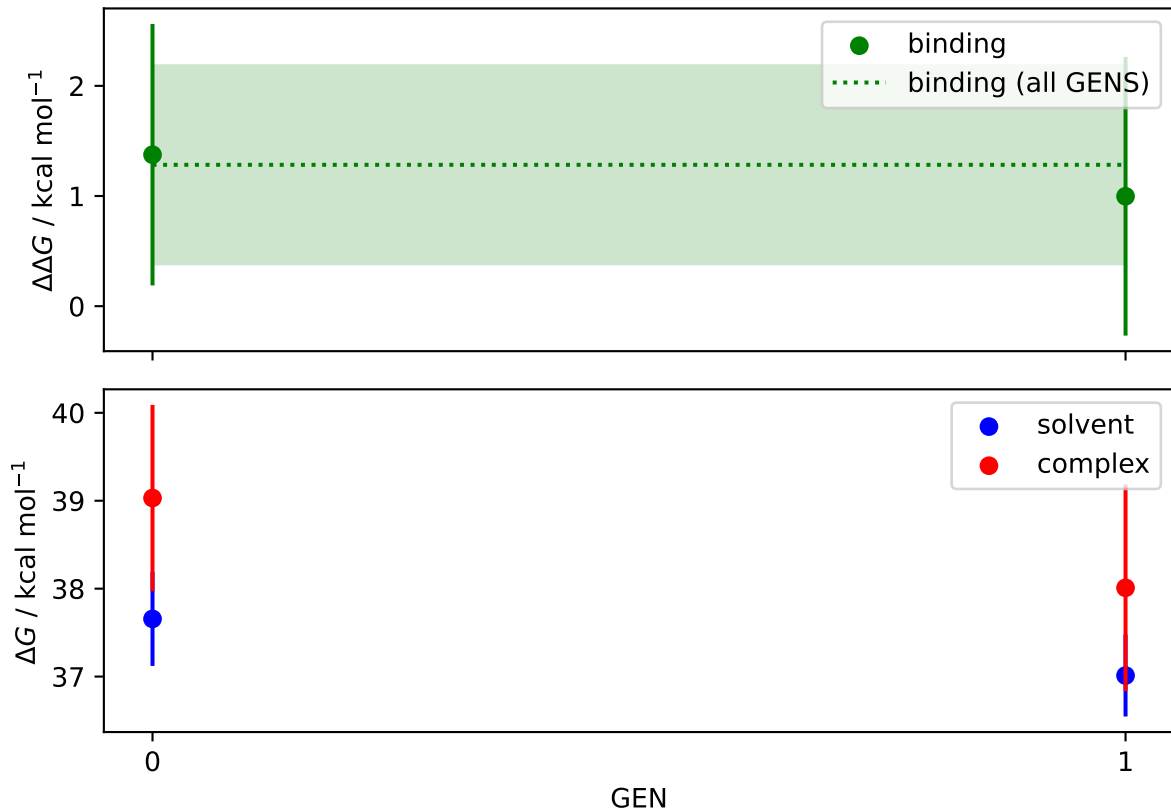 ΔΔG / kcal mol⁻¹
2
1
0
binding
binding (all GENS)
ΔG / kcal mol⁻¹
40
39
38
37
solvent
complex
0
1
GEN